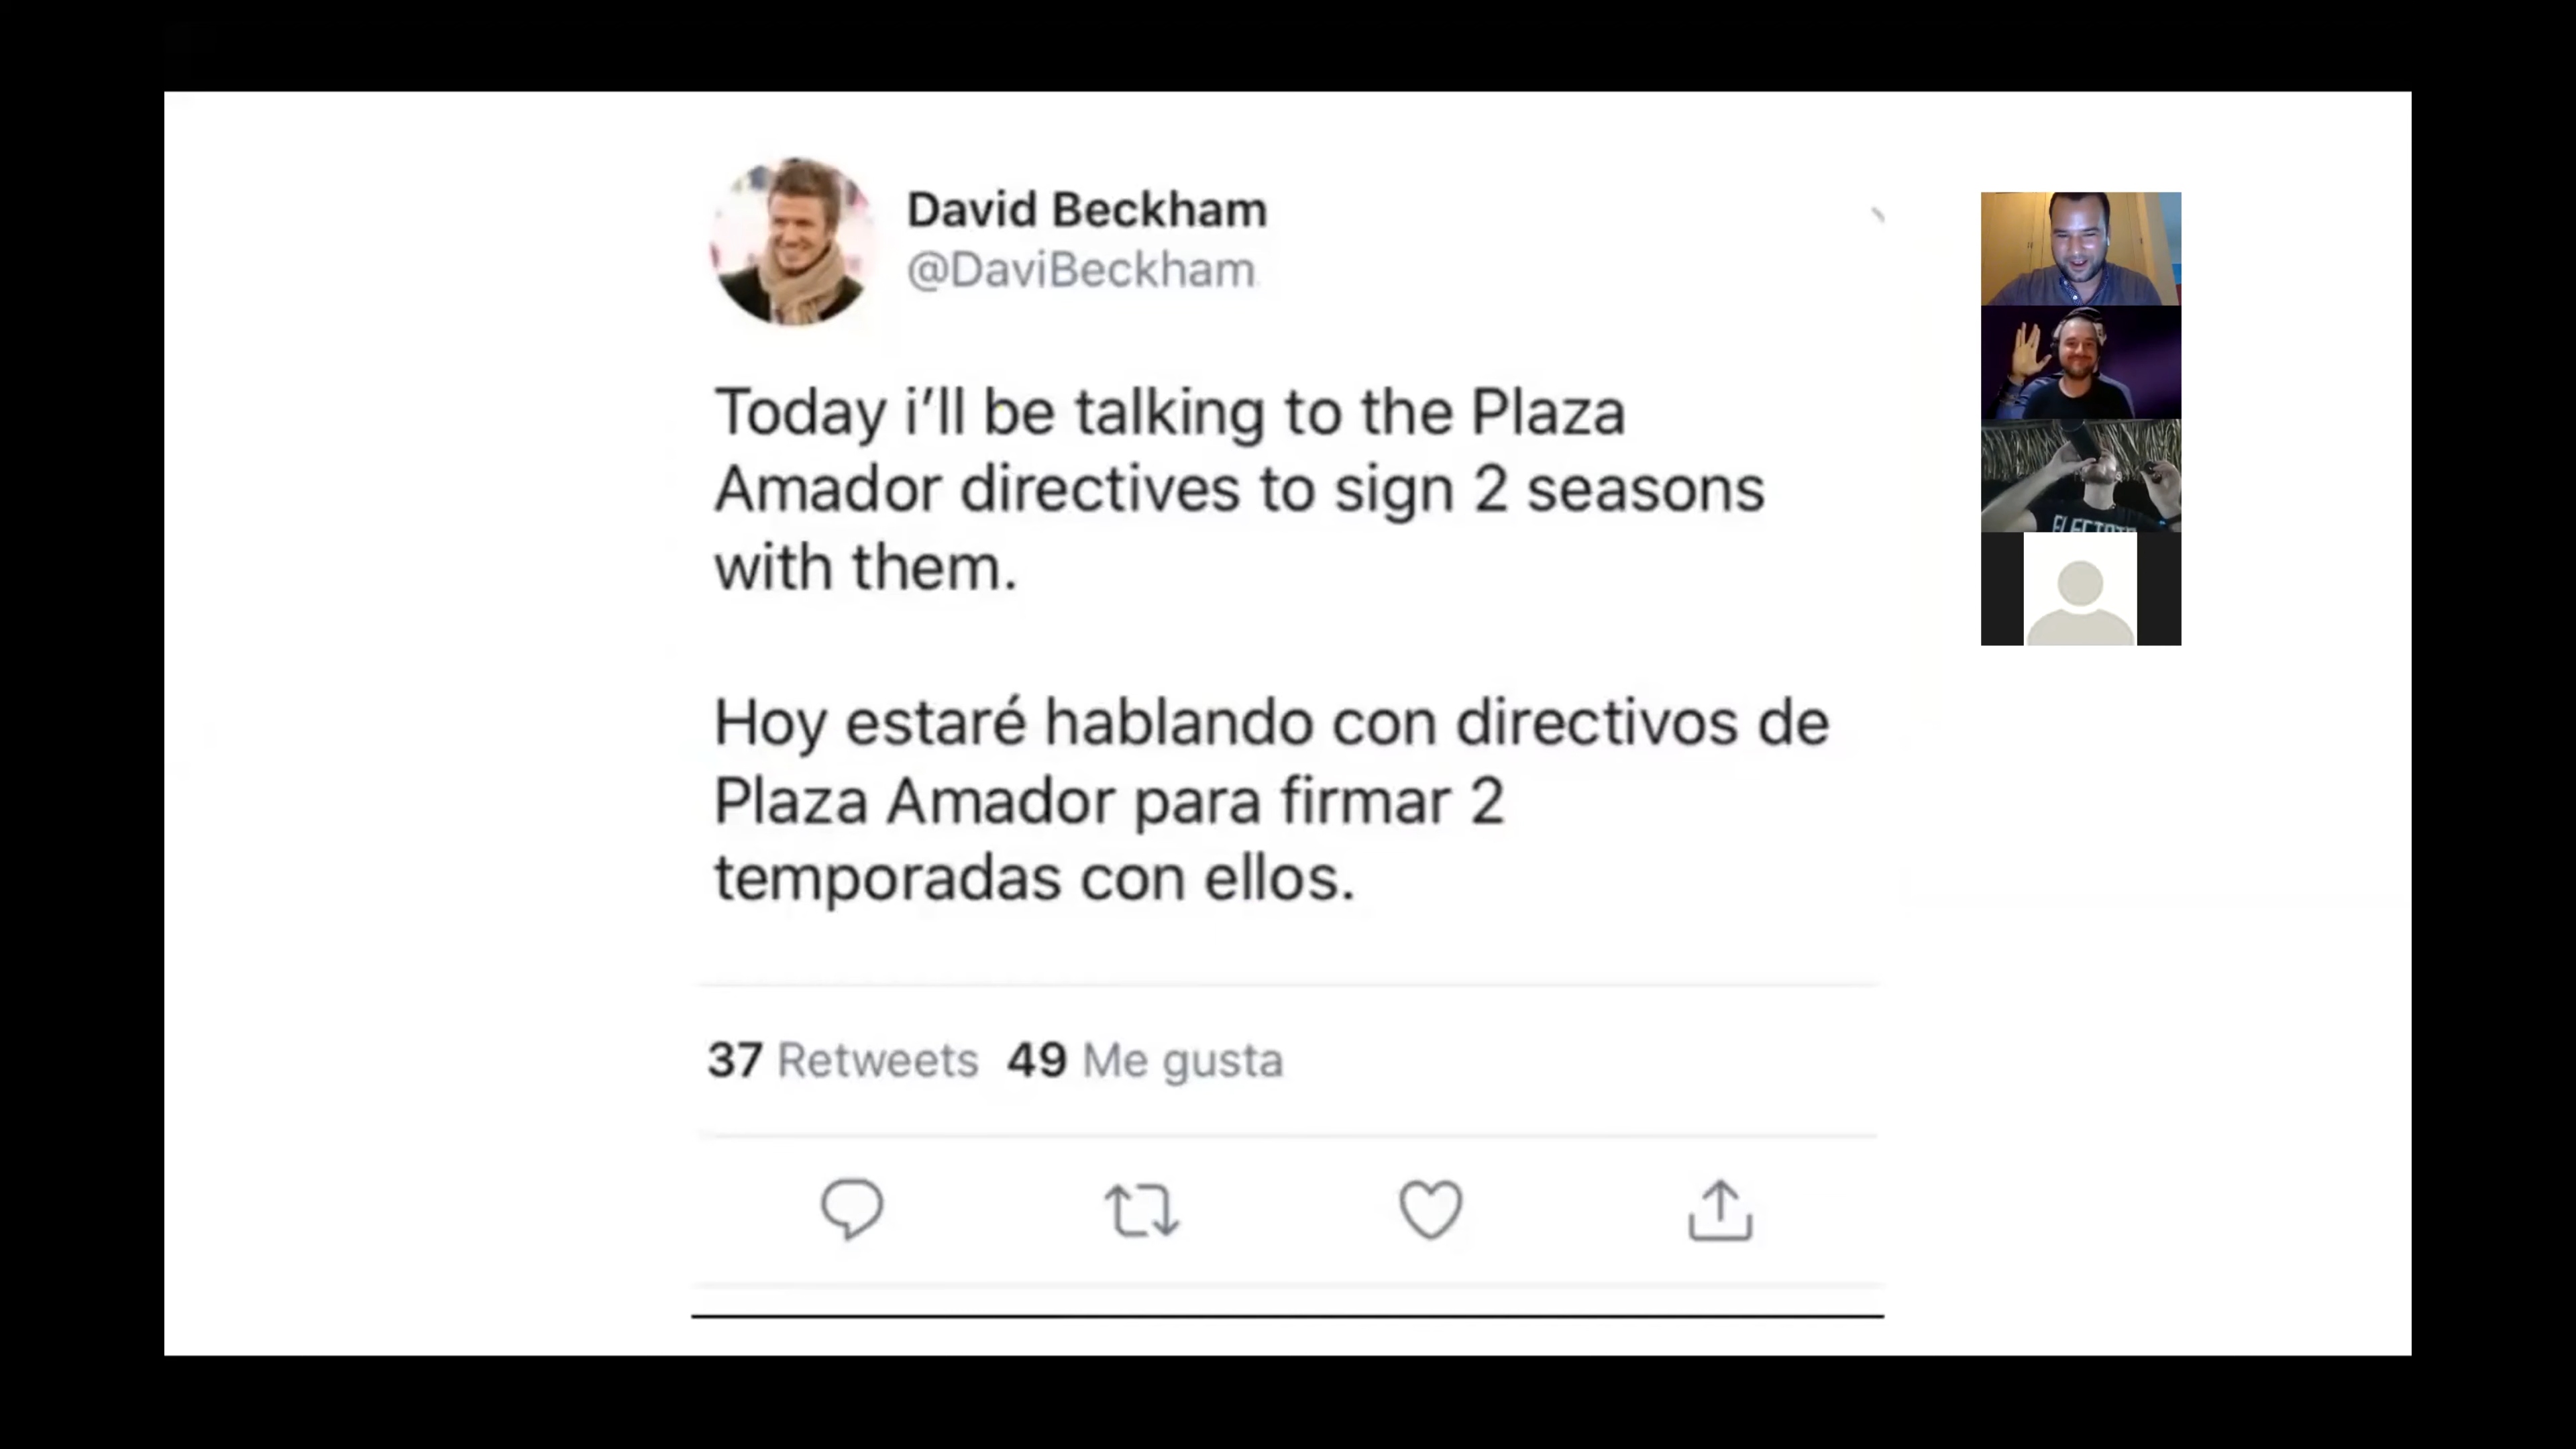 David Beckham
@DaviBeckham
Today i’ll be talking to the Plaza
Amador directives to sign 2 seasons
with them.
Hoy estaré hablando con directivos de
Plaza Amador para firmar 2
temporadas con ellos.
37 Retweets 49 Me gusta